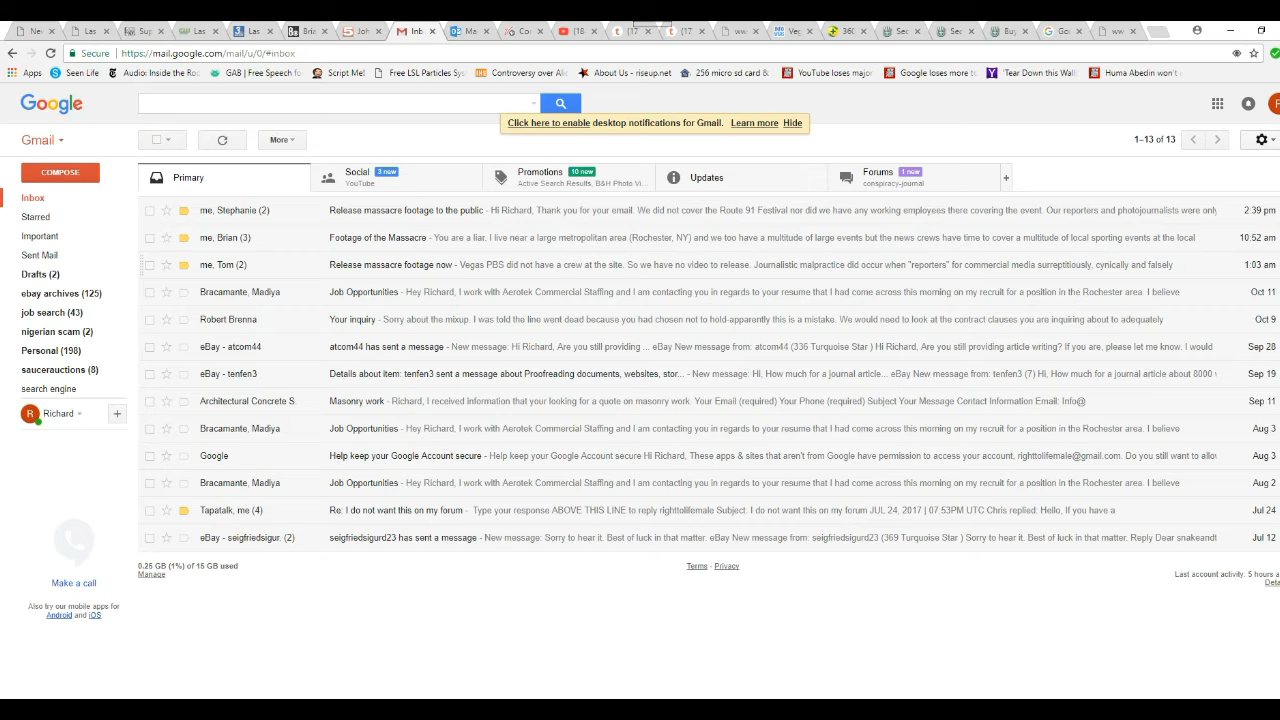 Nev Las Sup Las Las Bria Joh Inb Ma Co (18 (17 (17 ww Veg 360 Sec Sec Buy Goo ww
Secure https://mail.google.com/mail/u/0/#inbox
Apps Seen Life Audio: Inside the Ro GAB | Free Speech fo Script Me! Free LSL Particles Sys Controversy over Ali About Us - riseup.net 256 micro sd card & YouTube loses major Google loses more t 'Tear Down this Wall Huma Abedin won't s
Google
Click here to enable desktop notifications for Gmail. Learn more Hide
Gmail More 1–13 of 13
COMPOSE
Primary
Social 3 new
YouTube
Promotions 10 new
Active Search Results, B&H Photo Vi...
Updates
Forums 1 new
conspiracy-journal
+
Inbox
Starred
Important
Sent Mail
Drafts (2)
ebay archives (125)
job search (43)
nigerian scam (2)
Personal (198)
saucerauctions (8)
search engine
R Richard +
me, Stephanie (2) Release massacre footage to the public - Hi Richard, Thank you for your email. We did not cover the Route 91 Festival nor did we have any working employees there covering the event. Our reporters and photojournalists were only 2:39 pm
me, Brian (3) Footage of the Massacre - You are a liar. I live near a large metropolitan area (Rochester, NY) and we too have a multitude of large events but the news crews have time to cover a multitude of local sporting events at the local 10:52 am
me, Tom (2) Release massacre footage now - Vegas PBS did not have a crew at the site. So we have no video to release. Journalistic malpractice did occur when "reporters" for commercial media surreptitiously, cynically and falsely 1:03 am
Bracamante, Madiya Job Opportunities - Hey Richard, I work with Aerotek Commercial Staffing and I am contacting you in regards to your resume that I had come across this morning on my recruit for a position in the Rochester area. I believe Oct 11
Robert Brenna Your inquiry - Sorry about the mixup. I was told the line went dead because you had chosen not to hold-apparently this is a mistake. We would need to look at the contract clauses you are inquiring about to adequately Oct 9
eBay - atcom44 atcom44 has sent a message - New message: Hi Richard, Are you still providing ... eBay New message from: atcom44 (336 Turquoise Star ) Hi Richard, Are you still providing article writing? If you are, please let me know. I would Sep 28
eBay - tenfen3 Details about item: tenfen3 sent a message about Proofreading documents, websites, stor... - New message: Hi, How much for a journal article... eBay New message from: tenfen3 (7) Hi, How much for a journal article about 8000 Sep 19
Architectural Concrete S. Masonry work - Richard, I received information that your looking for a quote on masonry work. Your Email (required) Your Phone (required) Subject Your Message Contact Information Email: Info@ Sep 11
Bracamante, Madiya Job Opportunities - Hey Richard, I work with Aerotek Commercial Staffing and I am contacting you in regards to your resume that I had come across this morning on my recruit for a position in the Rochester area. I believe Aug 3
Google Help keep your Google Account secure - Help keep your Google Account secure Hi Richard, These apps & sites that aren't from Google have permission to access your account, righttolifemale@gmail.com. Do you still want to allow Aug 3
Bracamante, Madiya Job Opportunities - Hey Richard, I work with Aerotek Commercial Staffing and I am contacting you in regards to your resume that I had come across this morning on my recruit for a position in the Rochester area. I believe Aug 2
Tapatalk, me (4) Re: I do not want this on my forum - Type your response ABOVE THIS LINE to reply righttolifemale Subject: I do not want this on my forum JUL 24, 2017 | 07:53PM UTC Chris replied: Hello, If you have a Jul 24
eBay - seigfriedsigur. (2) seigfriedsigurd23 has sent a message - New message: Sorry to hear it. Best of luck in that matter. eBay New message from: seigfriedsigurd23 (369 Turquoise Star ) Sorry to hear it. Best of luck in that matter. Reply Dear snakeandt Jul 12
0.25 GB (1%) of 15 GB used
Manage
Terms - Privacy
Last account activity: 5 hours a
Deta
Make a call
Also try our mobile apps for
Android and iOS